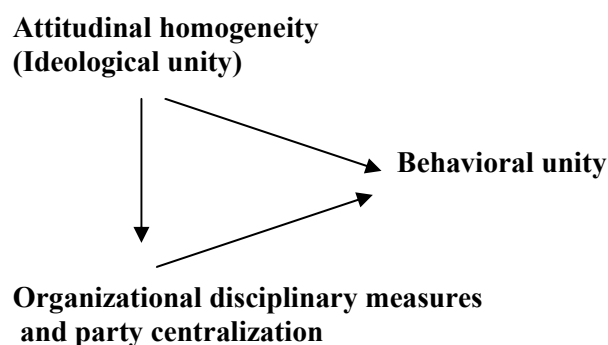 Attitudinal homogeneity
(Ideological unity)
Behavioral unity
Organizational disciplinary measures
and party centralization